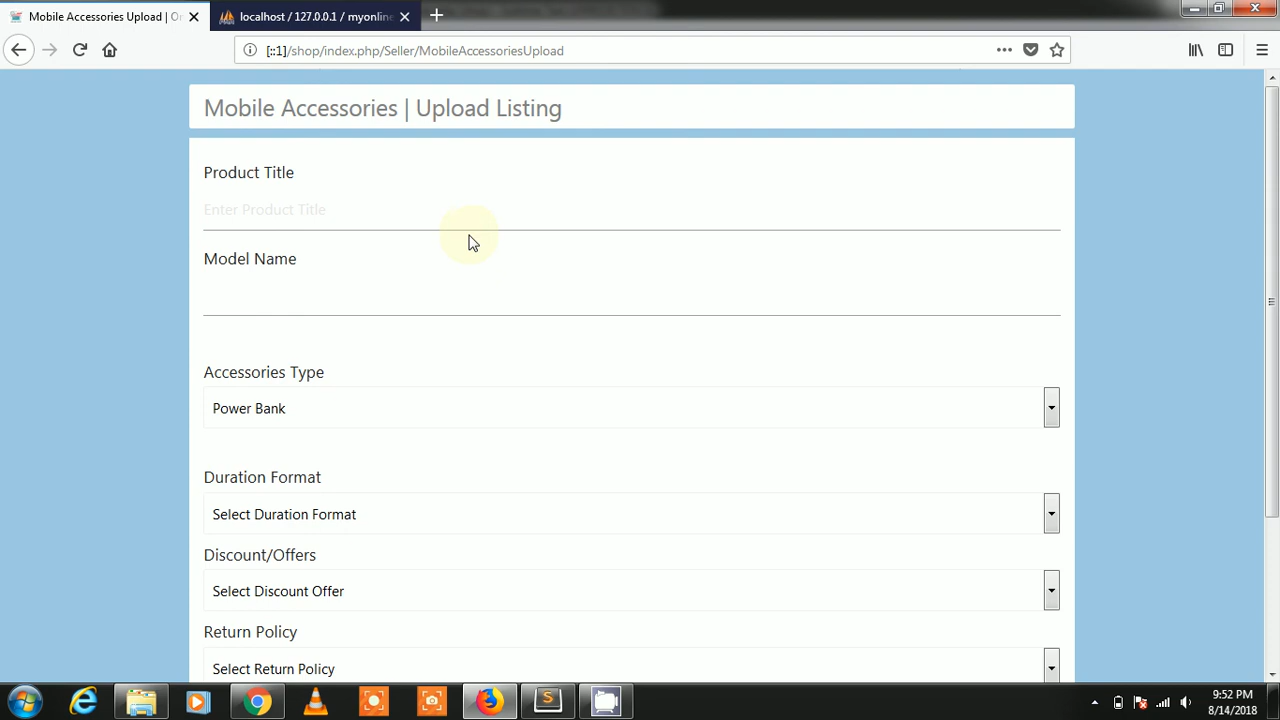 Mobile Accessories Upload | On
localhost / 127.0.0.1 / myonline
[::1]/shop/index.php/Seller/MobileAccessoriesUpload
Mobile Accessories | Upload Listing
Product Title
Enter Product Title
Model Name
Accessories Type
Power Bank
Duration Format
Select Duration Format
Discount/Offers
Select Discount Offer
Return Policy
Select Return Policy
9:52 PM
8/14/2018